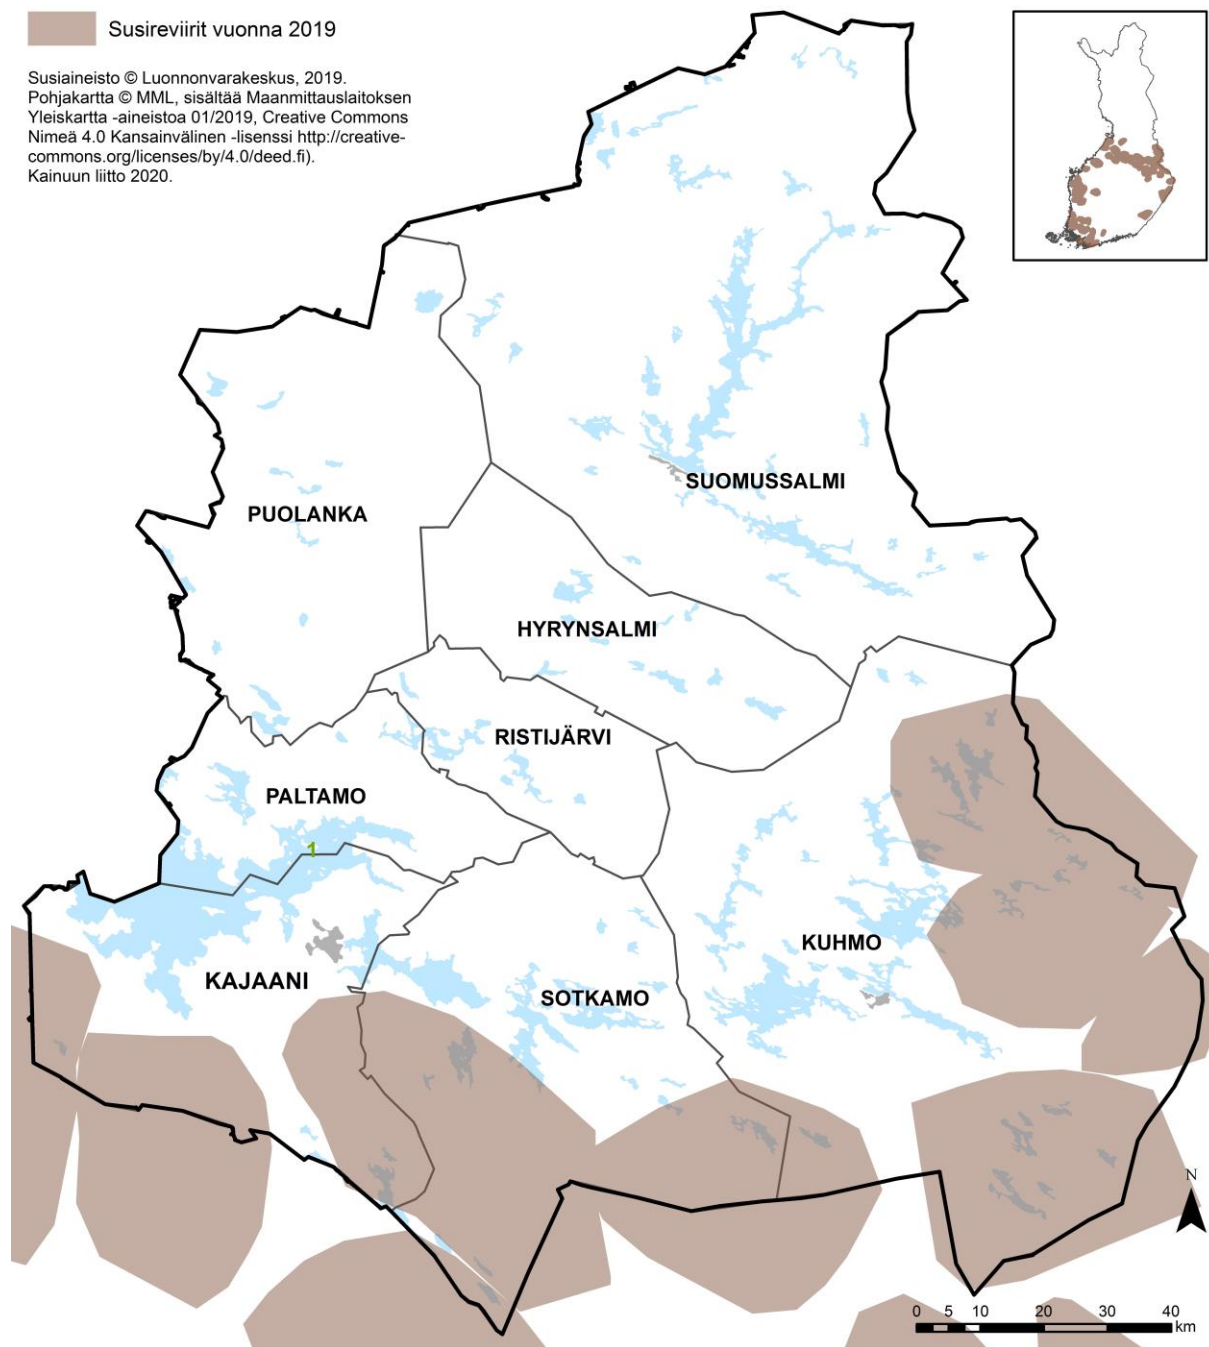 Susireviirit vuonna 2019
Susiaineisto © Luonnonvarakeskus, 2019.
Pohjakartta © MML, sisältää Maanmittauslaitoksen
Yleiskartta -aineistoa 01/2019, Creative Commons
Nimeä 4.0 Kansainvälinen -lisenssi http://creative-
commons.org/licenses/by/4.0/deed.fi).
Kainuun liitto 2020.
SUOMUSSALMI
PUOLANKA
HYRYNSALMI
RISTIJÄRVI
PALTAMO
1
KUHMO
KAJAANI
SOTKAMO
N
0 5 10 20 30 40
km